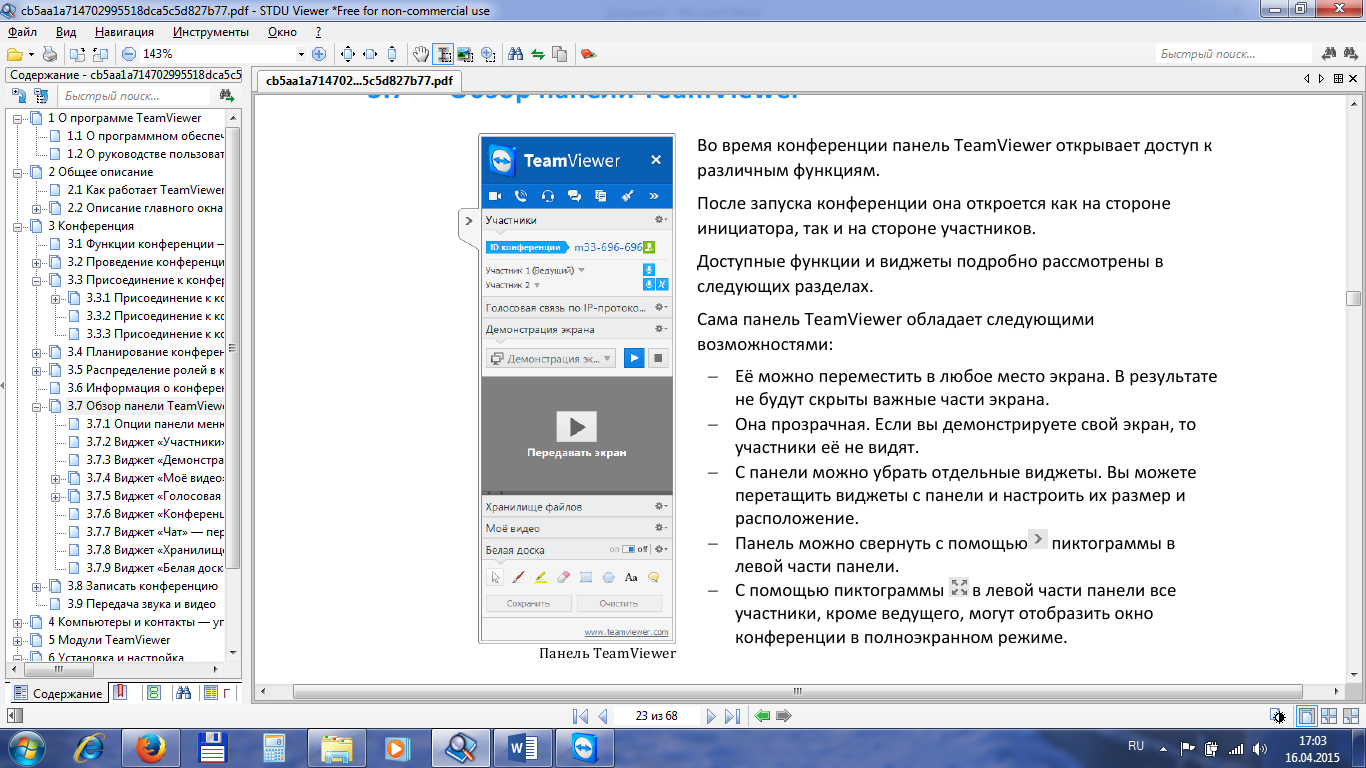 cb5aa1a714702995518dca5c5d827b77.pdf - STDU Viewer *Free for non-commercial use
Файл Вид Навигация Инструменты Окно ?
143%
Быстрый поиск...
Содержание - cb5aa1a714702995518dca5c5
Быстрый поиск...
1 О программе TeamViewer
1.1 О программном обеспеч
1.2 О руководстве пользоват
2 Общее описание
2.1 Как работает TeamViewer
2.2 Описание главного окна
3 Конференция
3.1 Функции конференции —
3.2 Проведение конференци
3.3 Присоединение к конфер
3.3.1 Присоединение к ко
3.3.2 Присоединение к ко
3.3.3 Присоединение к ко
3.4 Планирование конферен
3.5 Распределение ролей в к
3.6 Информация о конферен
3.7 Обзор панели TeamViewe
3.7.1 Опции панели меню
3.7.2 Виджет «Участники»
3.7.3 Виджет «Демонстра
3.7.4 Виджет «Моё видео»
3.7.5 Виджет «Голосовая
3.7.6 Виджет «Конференц
3.7.7 Виджет «Чат» — пер
3.7.8 Виджет «Хранилище
3.7.9 Виджет «Белая доск
3.8 Записать конференцию
3.9 Передача звука и видео
4 Компьютеры и контакты — уп
5 Модули TeamViewer
6 Установка и настройка
Содержание
Г
cb5aa1a714702...5c5d827b77.pdf
3.7 Обзор панели TeamViewer
TeamViewer
Участники
ID конференции m33-696-696
Участник 1 (Ведущий)
Участник 2
Голосовая связь по IP-протоко...
Демонстрация экрана
Демонстрация эк...
Передавать экран
Хранилище файлов
Моё видео
Белая доска on off
Aa
Сохранить Очистить
www.teamviewer.com
Панель TeamViewer
Во время конференции панель TeamViewer открывает доступ к
различным функциям.
После запуска конференции она откроется как на стороне
инициатора, так и на стороне участников.
Доступные функции и виджеты подробно рассмотрены в
следующих разделах.
Сама панель TeamViewer обладает следующими
возможностями:
– Её можно переместить в любое место экрана. В результате
не будут скрыты важные части экрана.
– Она прозрачная. Если вы демонстрируете свой экран, то
участники её не видят.
– С панели можно убрать отдельные виджеты. Вы можете
перетащить виджеты с панели и настроить их размер и
расположение.
– Панель можно свернуть с помощью пиктограммы в
левой части панели.
– С помощью пиктограммы в левой части панели все
участники, кроме ведущего, могут отобразить окно
конференции в полноэкранном режиме.
23 из 68
RU
17:03
16.04.2015